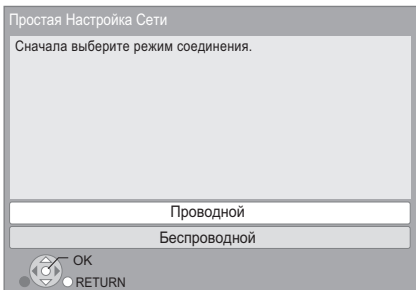 Простая Настройка Сети
Сначала выберите режим соединения.
Проводной
Беспроводной
OK
RETURN